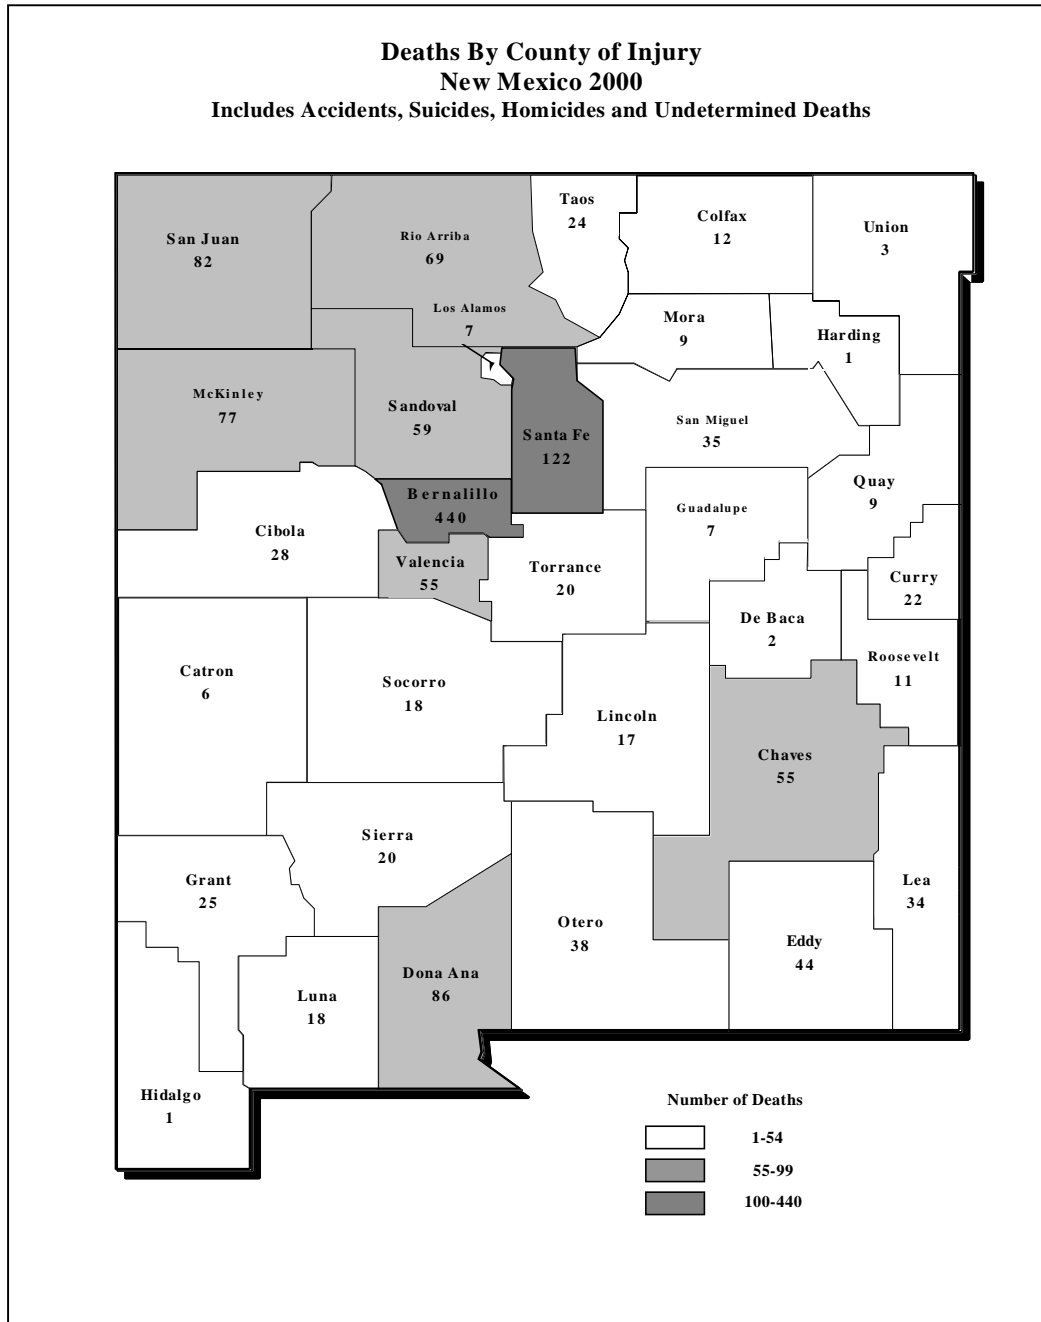 Deaths By County of Injury
New Mexico 2000
Includes Accidents, Suicides, Homicides and Undetermined Deaths
Taos
24
Colfax
12
Union
3
San Juan
82
Rio Arriba
69
Los Alamos
7
Mora
9
Harding
1
McKinley
77
Sandoval
59
Santa Fe
122
San Miguel
35
Quay
9
Bernalillo
440
Guadalupe
7
Cibola
28
Valencia
55
Torrance
20
Curry
22
De Baca
2
Roosevelt
11
Catron
6
Socorro
18
Lincoln
17
Chaves
55
Sierra
20
Grant
25
Lea
34
Otero
38
Eddy
44
Dona Ana
86
Luna
18
Hidalgo
1
Number of Deaths
1-54
55-99
100-440